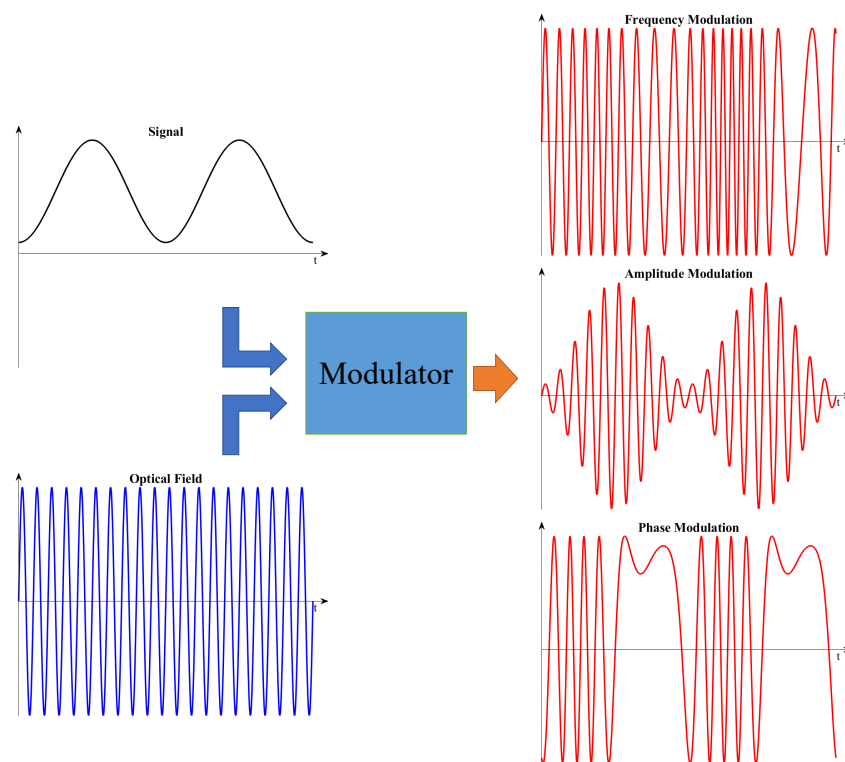 Signal
t
Optical Field
t
Modulator
Frequency Modulation
t
Amplitude Modulation
t
Phase Modulation
t